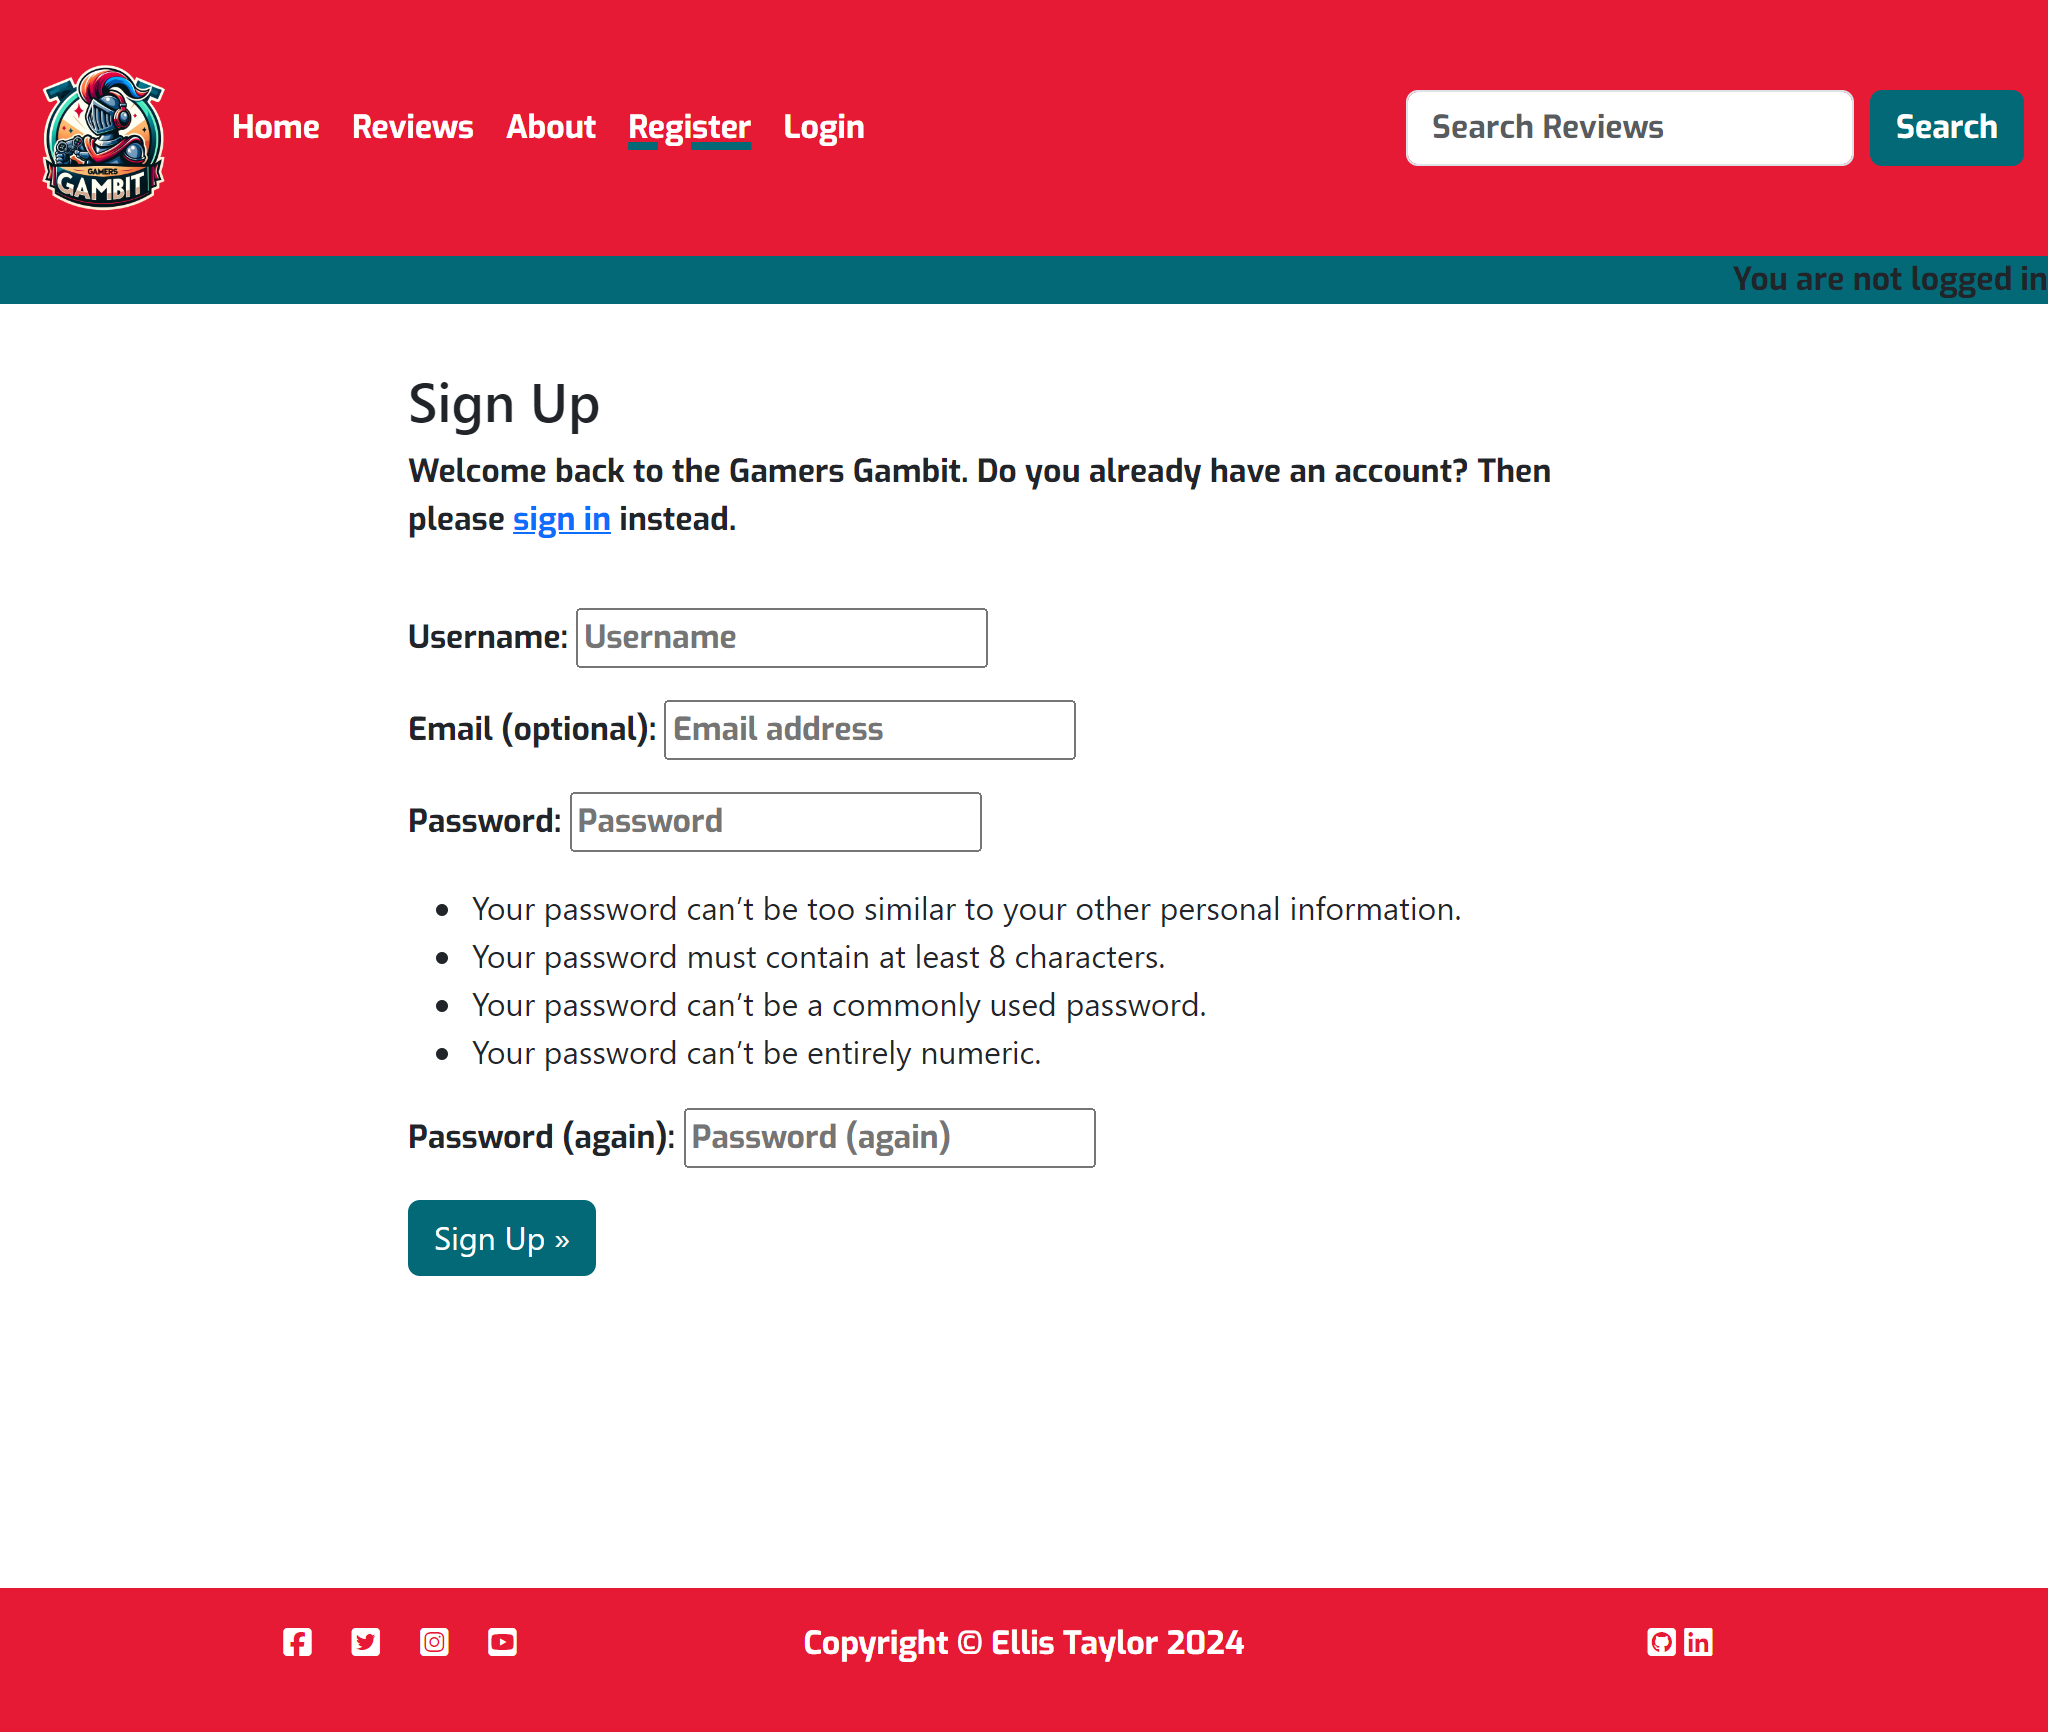 GAMERS
GAMBIT
Home Reviews About Register Login
Search Reviews Search
You are not logged in
Sign Up
Welcome back to the Gamers Gambit. Do you already have an account? Then
please sign in instead.
Username: Username
Email (optional): Email address
Password: Password
• Your password can’t be too similar to your other personal information.
• Your password must contain at least 8 characters.
• Your password can’t be a commonly used password.
• Your password can’t be entirely numeric.
Password (again): Password (again)
Sign Up »
Copyright © Ellis Taylor 2024